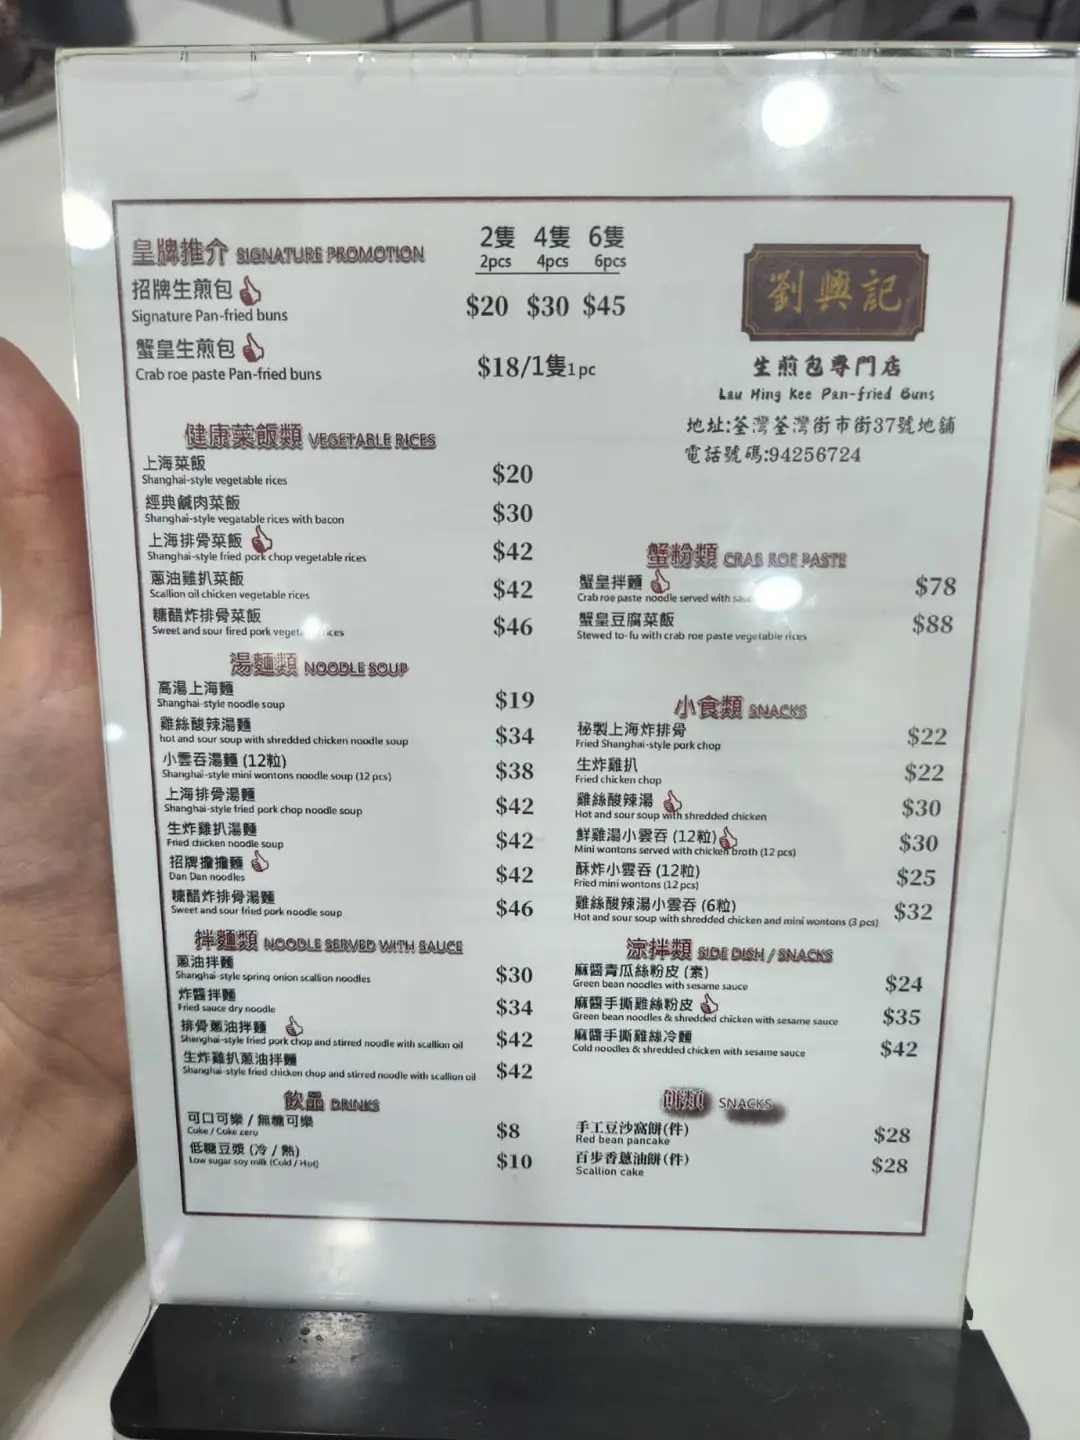 皇牌推介 SIGNATURE PROMOTION
2隻 4隻 6隻
2pcs 4pcs 6pcs
招牌生煎包
Signature Pan-fried buns
$20 $30 $45
蟹皇生煎包
Crab roe paste Pan-fried buns
$18/1隻1 pc
劉興記
生煎包專門店
Lau Hing Kee Pan-fried Buns
地址:荃灣荃灣街市街37號地舖
電話號碼:94256724
健康菜飯類 VEGETABLE RICES
上海菜飯 $20
Shanghai-style vegetable rices
經典鹹肉菜飯 $30
Shanghai-style vegatable rices with bacon
上海排骨菜飯 $42
Shanghai-style fried pork chop vegetable rices
蔥油雞扒菜飯 $42
Scallion oil chicken vegetable rices
糖醋炸排骨菜飯 $46
Sweet and sour fired pork
湯麵類 NOODLE SOUP
高湯上海麵 $19
Shanghai-style noodle soup
雞絲酸辣湯麵 $34
hot and sour soup with shredded chicken noodle soup
小雲吞湯麵 (12粒) $38
Shanghai-style mini wontons noodle soup (12 pcs)
上海排骨湯麵 $42
Shanghai-style fried pork chop noodle soup
生炸雞扒湯麵 $42
Fried chicken noodle soup
招牌擔擔麵 $42
Dan Dan noodles
糖醋炸排骨湯麵 $46
Sweet and sour fried pork noodle soup
拌麵類 NOODLE SERVED WITH SAUCE
蔥油拌麵 $30
Shanghai-style spring onion scallion noodles
炸醬拌麵 $34
Fried sauce dry noodle
排骨蔥油拌麵 $42
Shanghai-style fried pork chop and stirred noodle with scallion oil
生炸雞扒蔥油拌麵 $42
Shanghai-style fried chicken chop and stirred noodle with scallion oil
飲品 DRINKS
可口可樂 / 無糖可樂 $8
Coke / Coke zero
低糖豆漿 (冷 / 熱) $10
Low sugar soy milk (Cold / Hot)
蟹粉類 CRAB ROE PASTE
蟹皇拌麵 $78
Crab roe paste noodle served with
蟹皇豆腐菜飯 $88
Stewed to-fu with crab roe paste vegetable rices
小食類 SNACKS
秘製上海炸排骨 $22
Fried Shanghai-style pork chop
生炸雞扒 $22
Fried chicken chop
雞絲酸辣湯 $30
Hot and sour soup with shredded chicken
鮮雞湯小雲吞 (12粒) $30
Mini wontons served with chicken broth (12 pcs)
酥炸小雲吞 (12粒) $25
Fried mini wontons (12 pcs)
雞絲酸辣湯小雲吞 (6粒) $32
Hot and sour soup with shredded chicken and mini wontons (3 pcs)
涼拌類 SIDE DISH / SNACKS
麻醬青瓜絲粉皮 (素) $24
Green bean noodles with sesame sauce
麻醬手撕雞絲粉皮 $35
Green bean noodles & shredded chicken with sesame sauce
麻醬手撕雞絲冷麵 $42
Cold noodles & shredded chicken with sesame sauce
餅類 SNACKS
手工豆沙窩餅(件) $28
Red bean pancake
百步香蔥油餅(件) $28
Scallion cake